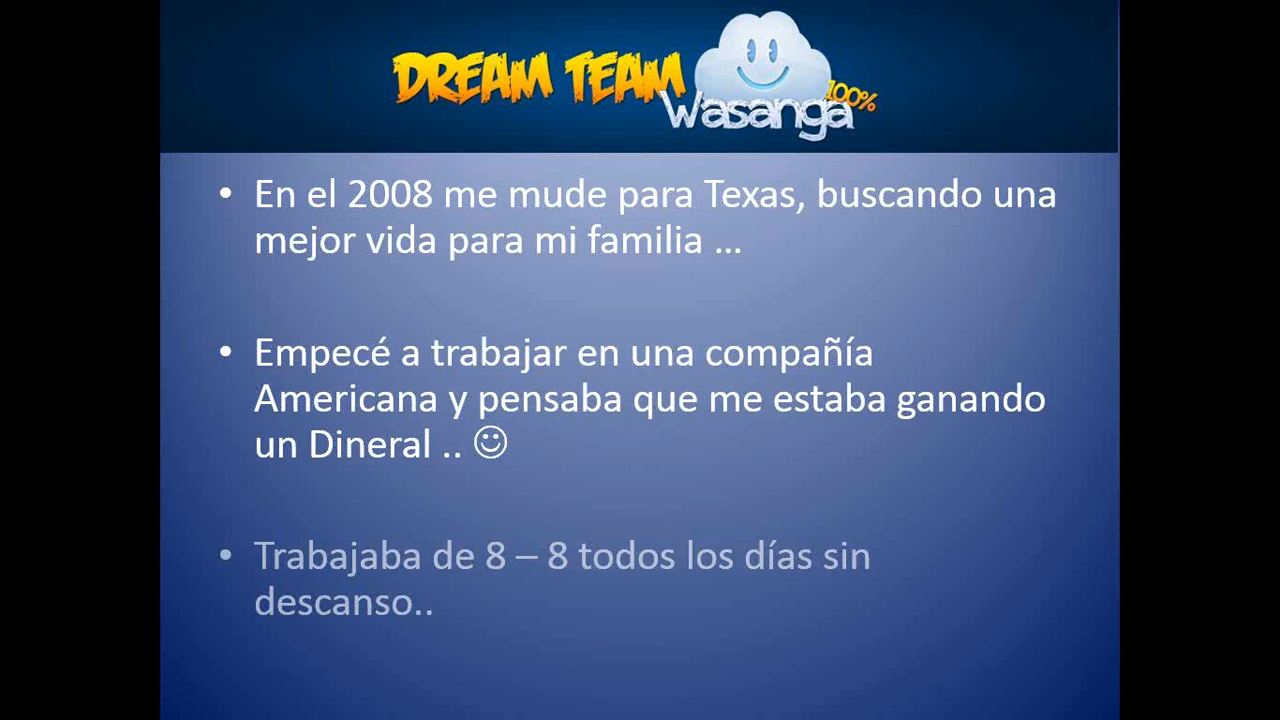 DREAM TEAM
Wasanga 100%
• En el 2008 me mude para Texas, buscando una
mejor vida para mi familia ...
• Empecé a trabajar en una compañía
Americana y pensaba que me estaba ganando
un Dineral .. ☺
• Trabajaba de 8 – 8 todos los días sin
descanso..